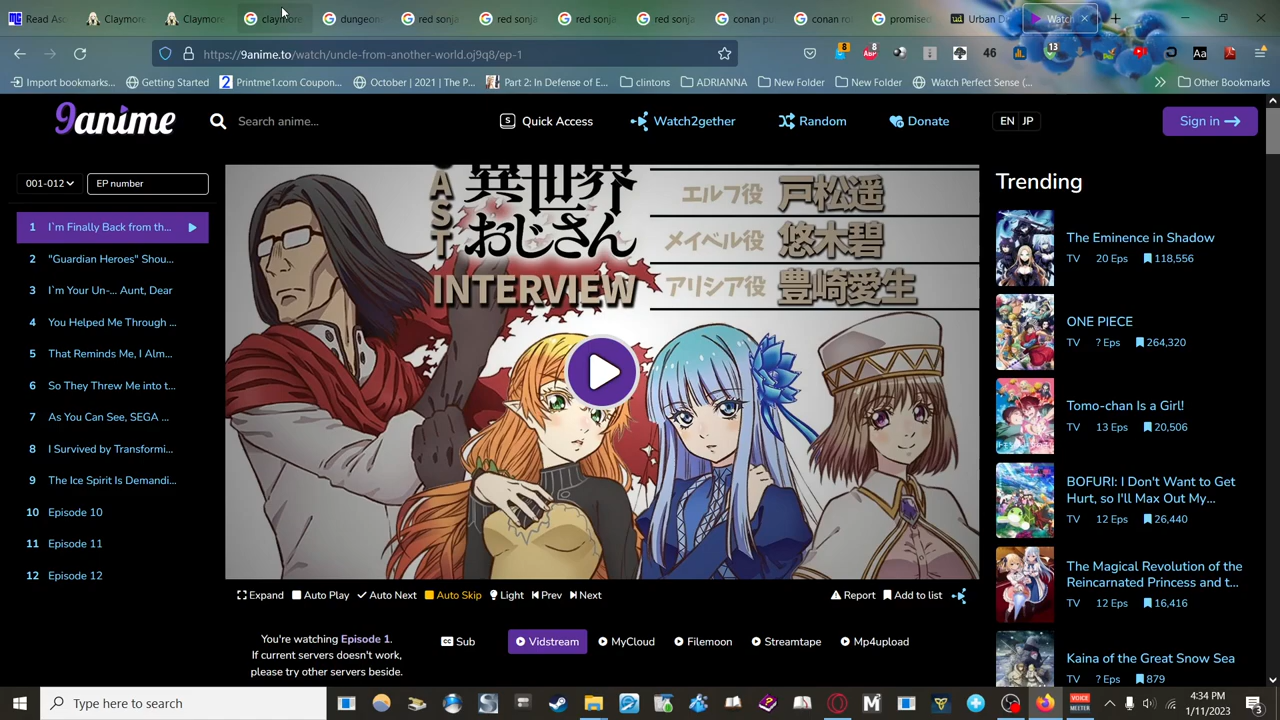 Read As
Claymore
Claymore
claymore
dungeon
red sonja
red sonj
red sonj
red sonja
conan pu
conan ro
promised
Urban D
Watch
https://9anime.to/watch/uncle-from-another-world.oj9q8/ep-1
8
8
46
13
Import bookmarks...
Getting Started
Printme1.com Coupon...
October | 2021 | The P...
Part 2: In Defense of E...
clintons
ADRIANNA
New Folder
New Folder
Watch Perfect Sense (...
Other Bookmarks
9anime
Search anime...
Quick Access
Watch2gether
Random
Donate
EN JP
Sign in
001-012
EP number
1 I`m Finally Back from th...
2 "Guardian Heroes" Shou...
3 I`m Your Un-... Aunt, Dear
4 You Helped Me Through ...
5 That Reminds Me, I Alm...
6 So They Threw Me into t...
7 As You Can See, SEGA ...
8 I Survived by Transformi...
9 The Ice Spirit Is Demandi...
10 Episode 10
11 Episode 11
12 Episode 12
AST
異世界
おじさん
INTERVIEW
エルフ役 戸松遥
メイベル役 悠木碧
アリシア役 豊崎愛生
Expand
Auto Play
Auto Next
Auto Skip
Light
Prev
Next
Report
Add to list
You're watching Episode 1.
If current servers doesn't work,
please try other servers beside.
Sub
Vidstream
MyCloud
Filemoon
Streamtape
Mp4upload
Trending
The Eminence in Shadow
TV 20 Eps 118,556
ONE PIECE
TV ? Eps 264,320
Tomo-chan Is a Girl!
TV 13 Eps 20,506
BOFURI: I Don't Want to Get
Hurt, so I'll Max Out My...
TV 12 Eps 26,440
The Magical Revolution of the
Reincarnated Princess and t...
TV 12 Eps 16,416
Kaina of the Great Snow Sea
TV ? Eps 879
Type here to search
VOICE
MEETER
4:34 PM
1/11/2023
3